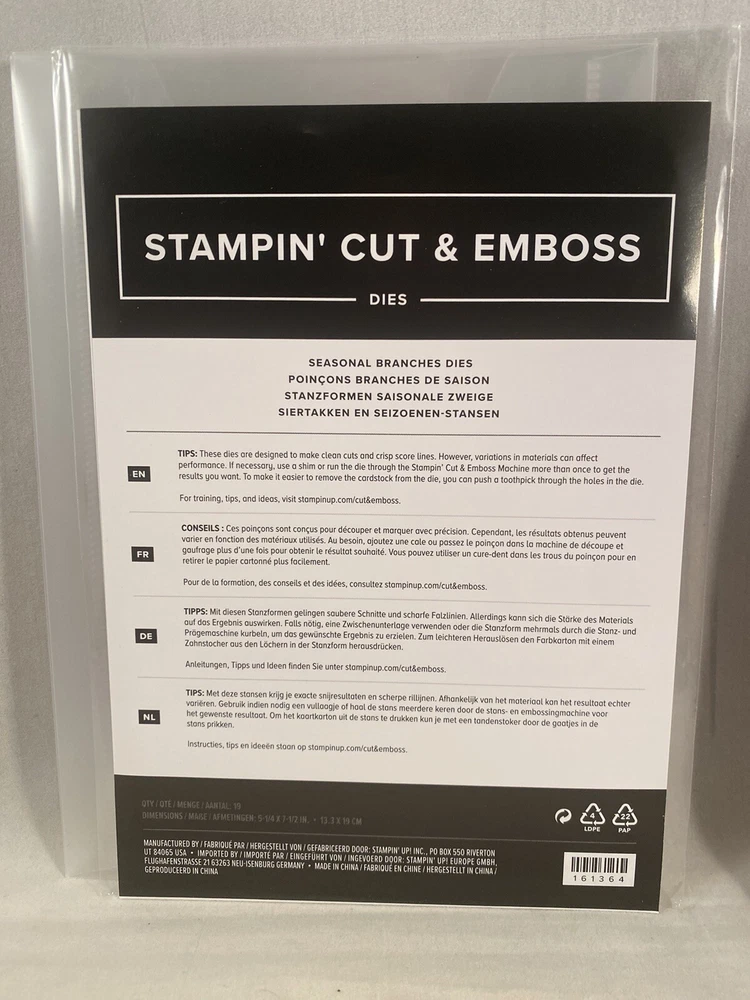 STAMPIN' CUT & EMBOSS
DIES
SEASONAL BRANCHES DIES
POINÇONS BRANCHES DE SAISON
STANZFORMEN SAISONALE ZWEIGE
SIERTAKKEN EN SEIZOENEN-STANSEN
EN
TIPS: These dies are designed to make clean cuts and crisp score lines. However, variations in materials can affect
performance. If necessary, use a shim or run the die through the Stampin' Cut & Emboss Machine more than once to get the
results you want. To make it easier to remove the cardstock from the die, you can push a toothpick through the holes in the die.
For training, tips, and ideas, visit stampinup.com/cut&emboss.
FR
CONSEILS : Ces poinçons sont conçus pour découper et marquer avec précision. Cependant, les résultats obtenus peuvent
varier en fonction des matériaux utilisés. Au besoin, ajoutez une cale ou passez le poinçon dans la machine de découpe et
gaufrage plus d'une fois pour obtenir le résultat souhaité. Vous pouvez utiliser un cure-dent dans les trous du poinçon pour en
retirer le papier cartonné plus facilement.
Pour de la formation, des conseils et des idées, consultez stampinup.com/cut&emboss.
DE
TIPPS: Mit diesen Stanzformen gelingen saubere Schnitte und scharfe Falzlinien. Allerdings kann sich die Stärke des Materials
auf das Ergebnis auswirken. Falls nötig, eine Zwischenunterlage verwenden oder die Stanzform mehrmals durch die Stanz- und
Prägemaschine kurbeln, um das gewünschte Ergebnis zu erzielen. Zum leichteren Herauslösen den Farbkarton mit einem
Zahnstocher aus den Löchern in der Stanzform herausdrücken.
Anleitungen, Tipps und Ideen finden Sie unter stampinup.com/cut&emboss.
NL
TIPS: Met deze stansen krijg je exacte snijresultaten en scherpe rillijnen. Afhankelijk van het materiaal kan het resultaat echter
variëren. Gebruik indien nodig een vullaagje of haal de stans meerdere keren door de stans- en embossingmachine voor
het gewenste resultaat. Om het kaartkarton uit de stans te drukken kun je met een tandenstoker door de gaatjes in de
stans prikken.
Instructies, tips en ideeën staan op stampinup.com/cut&emboss.
QTY / QTÉ / MENGE / AANTAL: 19
DIMENSIONS / MAßE / AFMETINGEN: 5-1/4 X 7-1/2 IN. • 13.3 X 19 CM
4
LDPE
22
PAP
MANUFACTURED BY / FABRIQUÉ PAR / HERGESTELLT VON / GEFABRICEERD DOOR: STAMPIN' UP! INC., PO BOX 550 RIVERTON
UT 84065 USA • IMPORTED BY / IMPORTÉ PAR / EINGEFÜHRT VON / INGEVOERD DOOR: STAMPIN' UP! EUROPE GMBH,
FLUGHAFENSTRASSE 21 63263 NEU-ISENBURG GERMANY • MADE IN CHINA / FABRIQUÉ EN CHINE / HERGESTELLT IN CHINA /
GEPRODUCEERD IN CHINA
161364